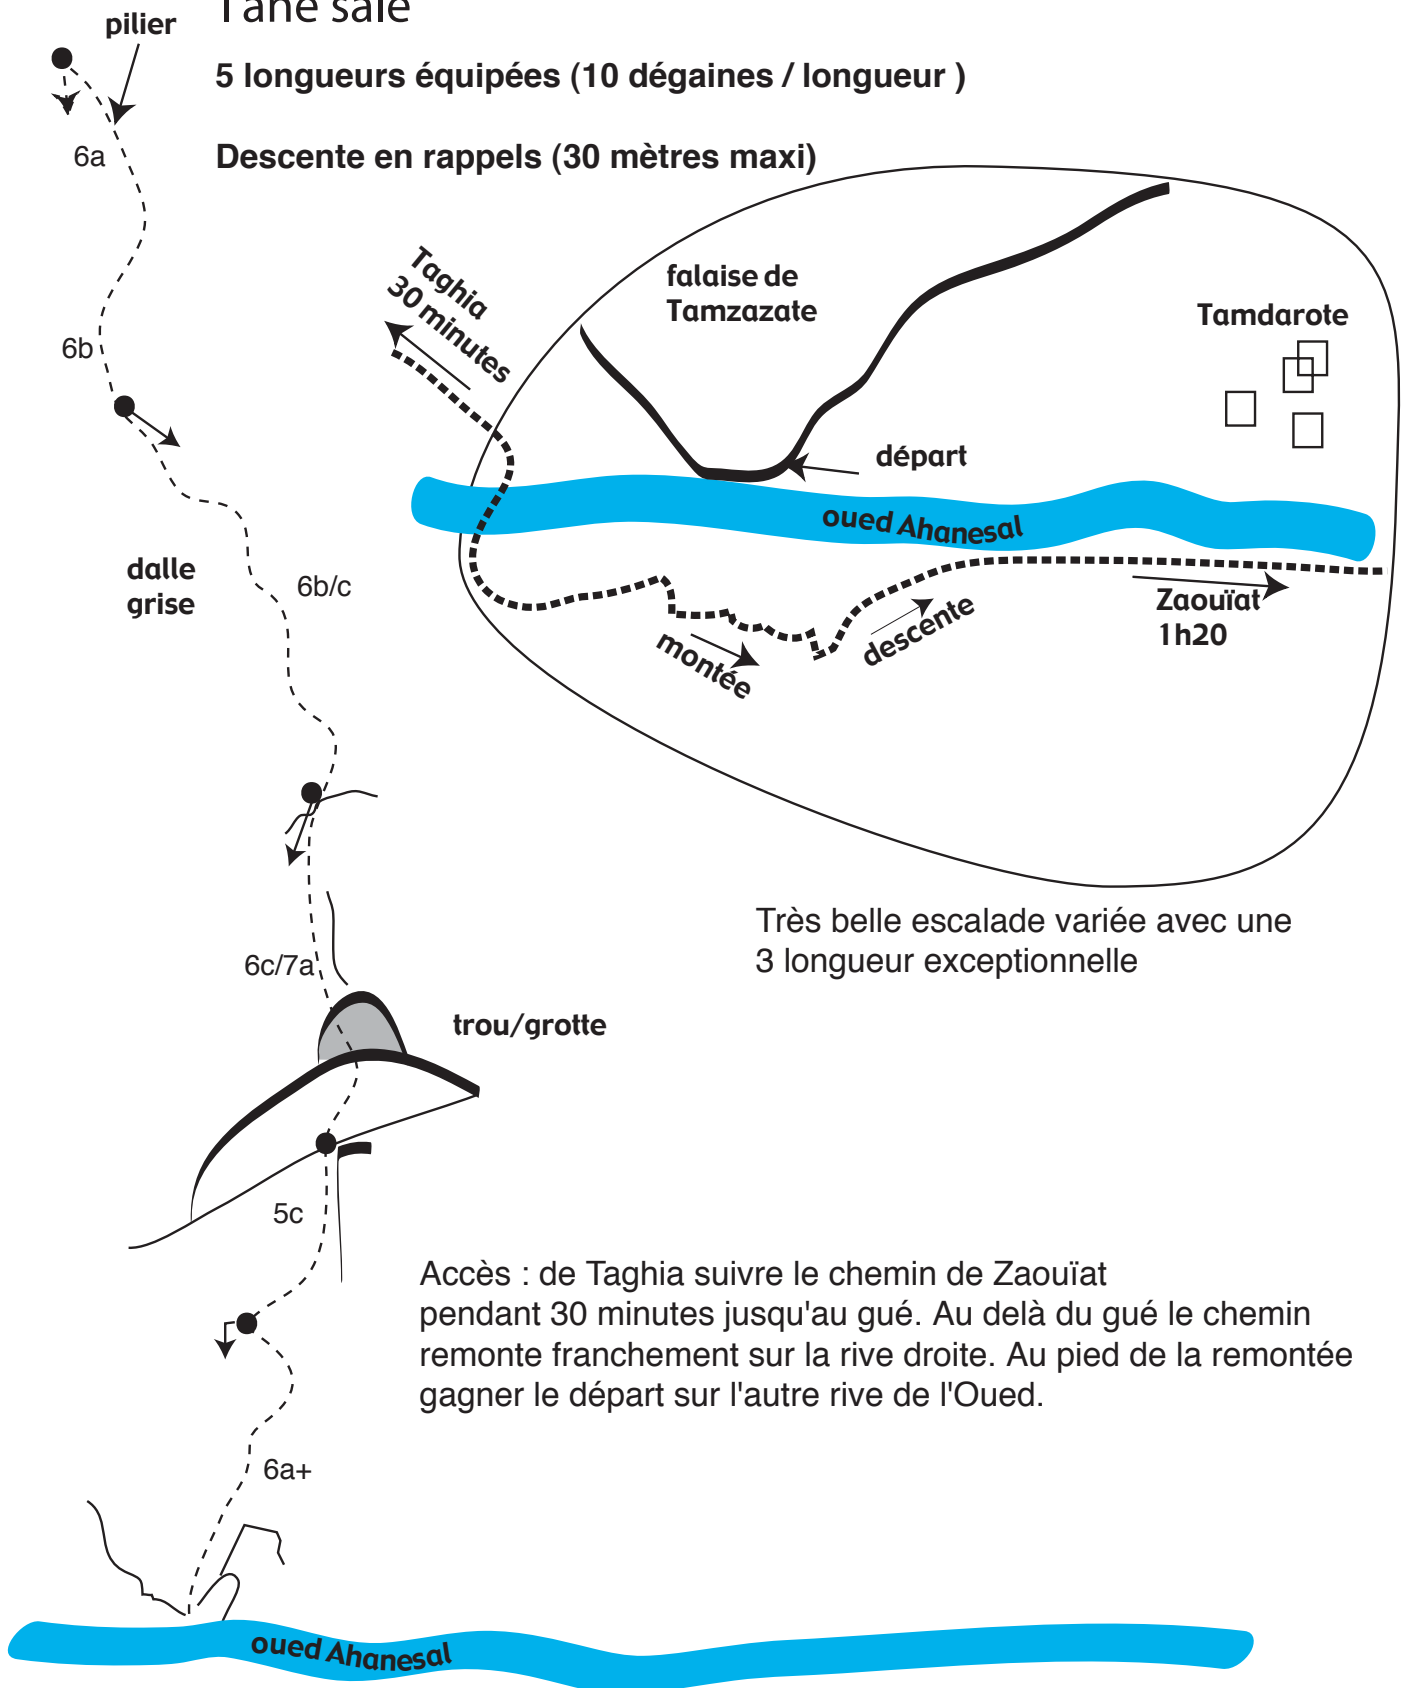 Tane sale
pilier
5 longueurs équipées (10 dégaines / longueur )
6a
Descente en rappels (30 mètres maxi)
Taghia
30 minutes
falaise de
Tamzazate
Tamdarote
6b
départ
oued Ahanesal
dalle
grise
6b/c
montée
descente
Zaouïat
1h20
Très belle escalade variée avec une
3 longueur exceptionnelle
6c/7a
trou/grotte
5c
Accès : de Taghia suivre le chemin de Zaouïat
pendant 30 minutes jusqu'au gué. Au delà du gué le chemin
remonte franchement sur la rive droite. Au pied de la remontée
gagner le départ sur l'autre rive de l'Oued.
6a+
oued Ahanesal